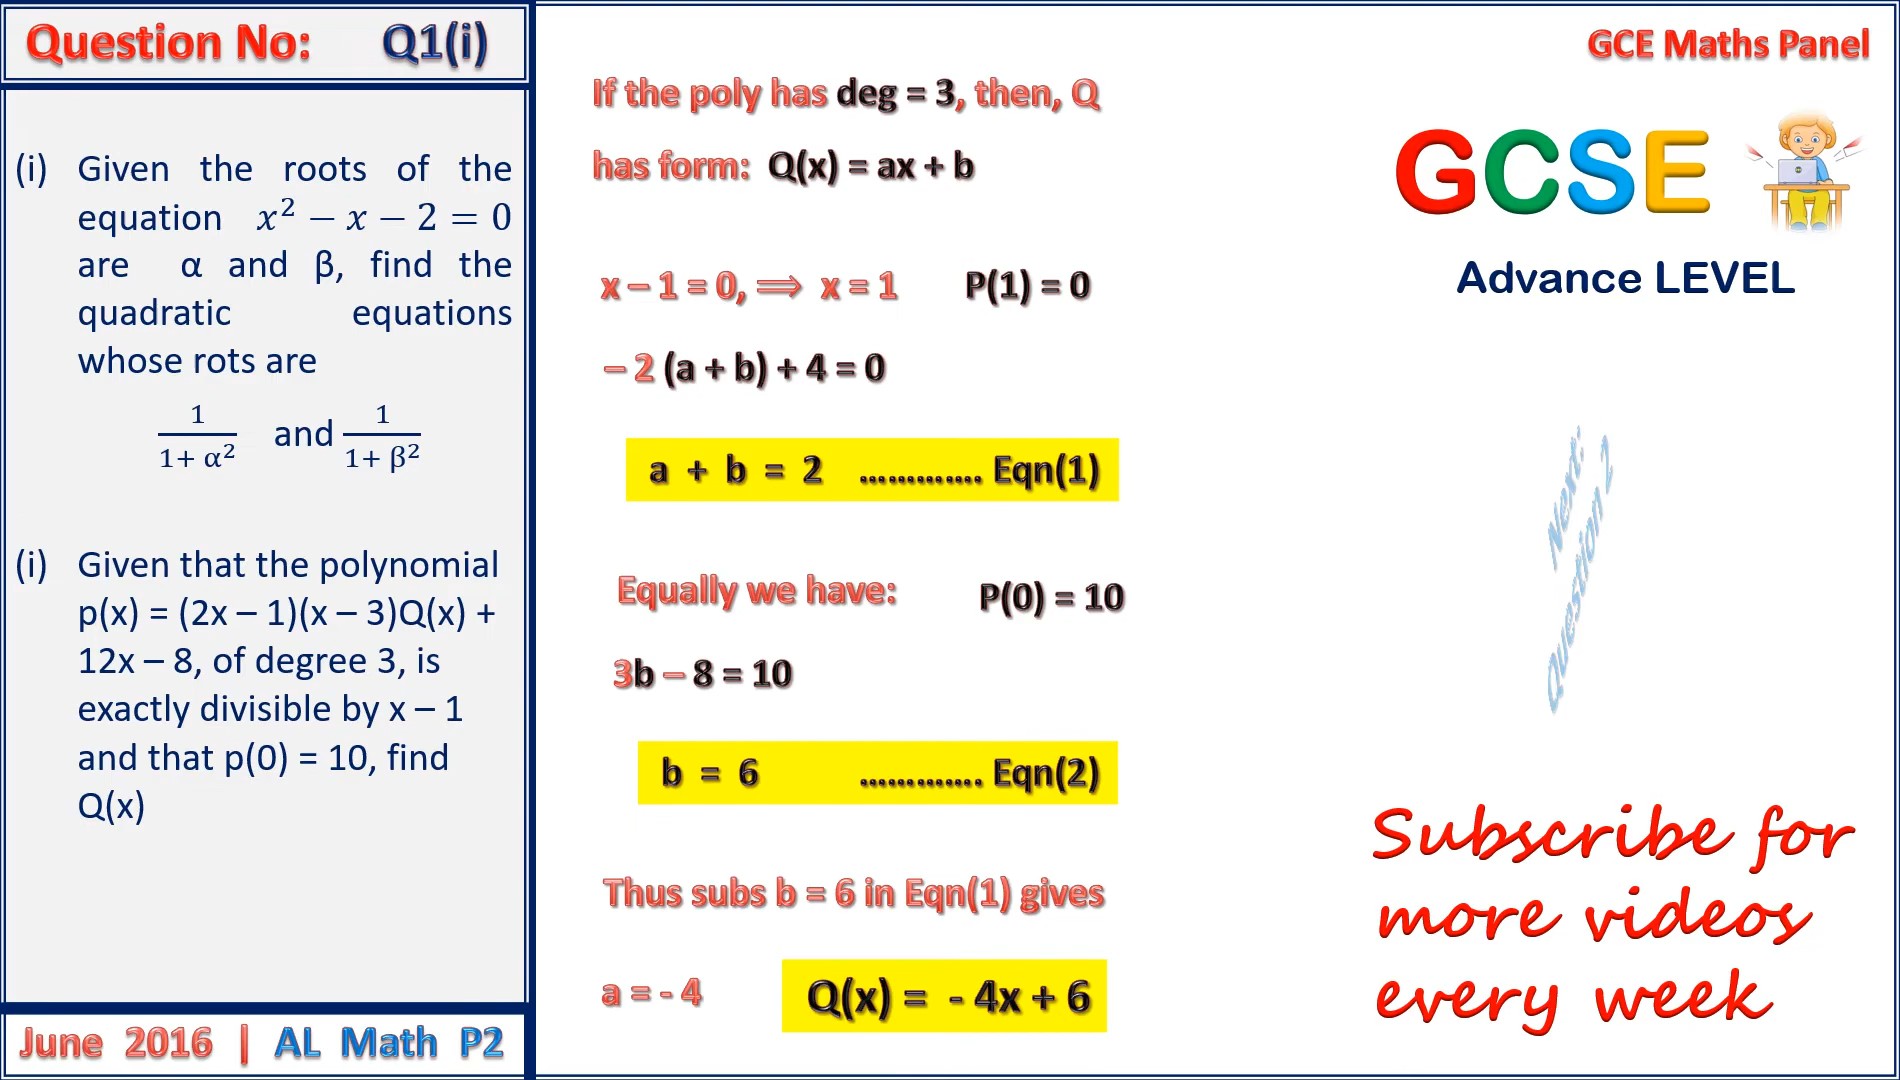 Question No: Q1(i)
(i) Given the roots of the
equation x² − x − 2 = 0
are α and β, find the
quadratic equations
whose rots are
1/(1+ α²) and 1/(1+ β²)
(i) Given that the polynomial
p(x) = (2x – 1)(x – 3)Q(x) +
12x – 8, of degree 3, is
exactly divisible by x – 1
and that p(0) = 10, find
Q(x)
June 2016 | AL Math P2
If the poly has deg = 3, then, Q
has form: Q(x) = ax + b
x – 1 = 0, ⟹ x = 1 P(1) = 0
– 2 (a + b) + 4 = 0
a + b = 2 ............. Eqn(1)
Equally we have: P(0) = 10
3b – 8 = 10
b = 6 ............. Eqn(2)
Thus subs b = 6 in Eqn(1) gives
a = - 4 Q(x) = - 4x + 6
GCE Maths Panel
GCSE
Advance LEVEL
Next:
Question 2
Subscribe for
more videos
every week